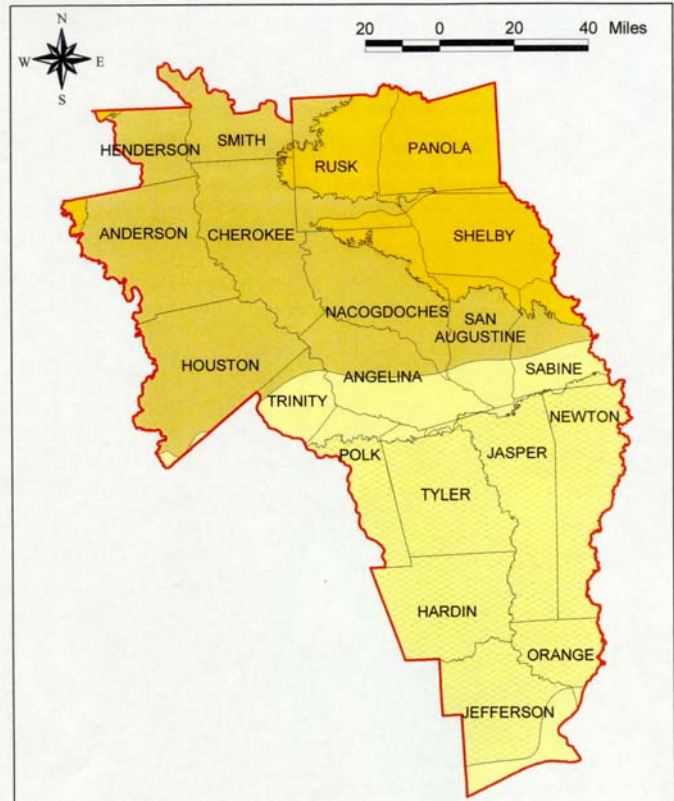 N
W E
S
20 0 20 40 Miles
HENDERSON
SMITH
RUSK
PANOLA
ANDERSON
CHEROKEE
SHELBY
NACOGDOCHES
SAN
AUGUSTINE
HOUSTON
ANGELINA
SABINE
TRINITY
NEWTON
POLK
JASPER
TYLER
HARDIN
ORANGE
JEFFERSON